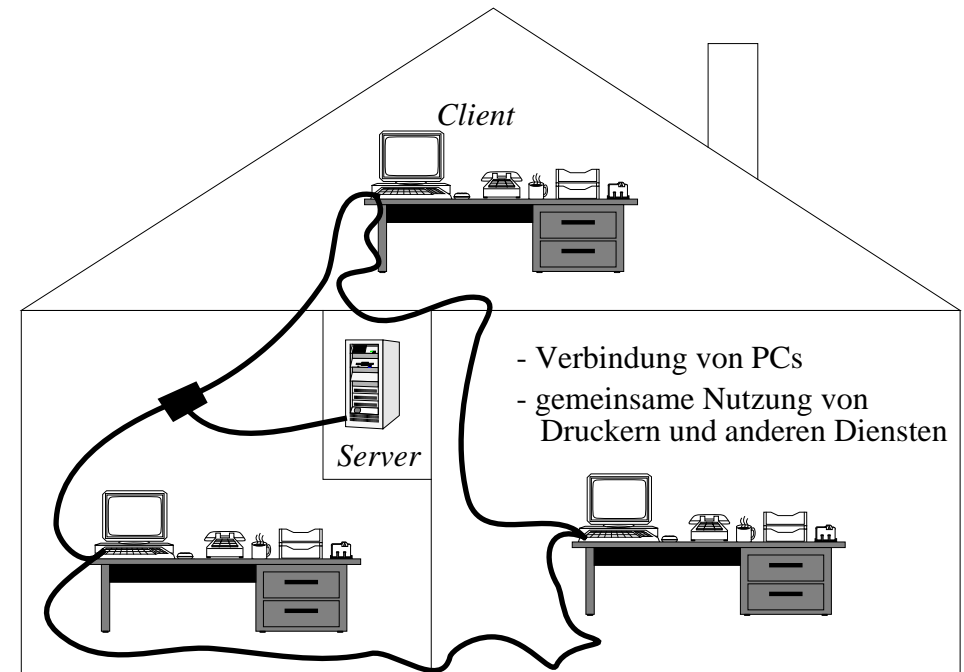 Client
- Verbindung von PCs
- gemeinsame Nutzung von
Druckern und anderen Diensten
Server